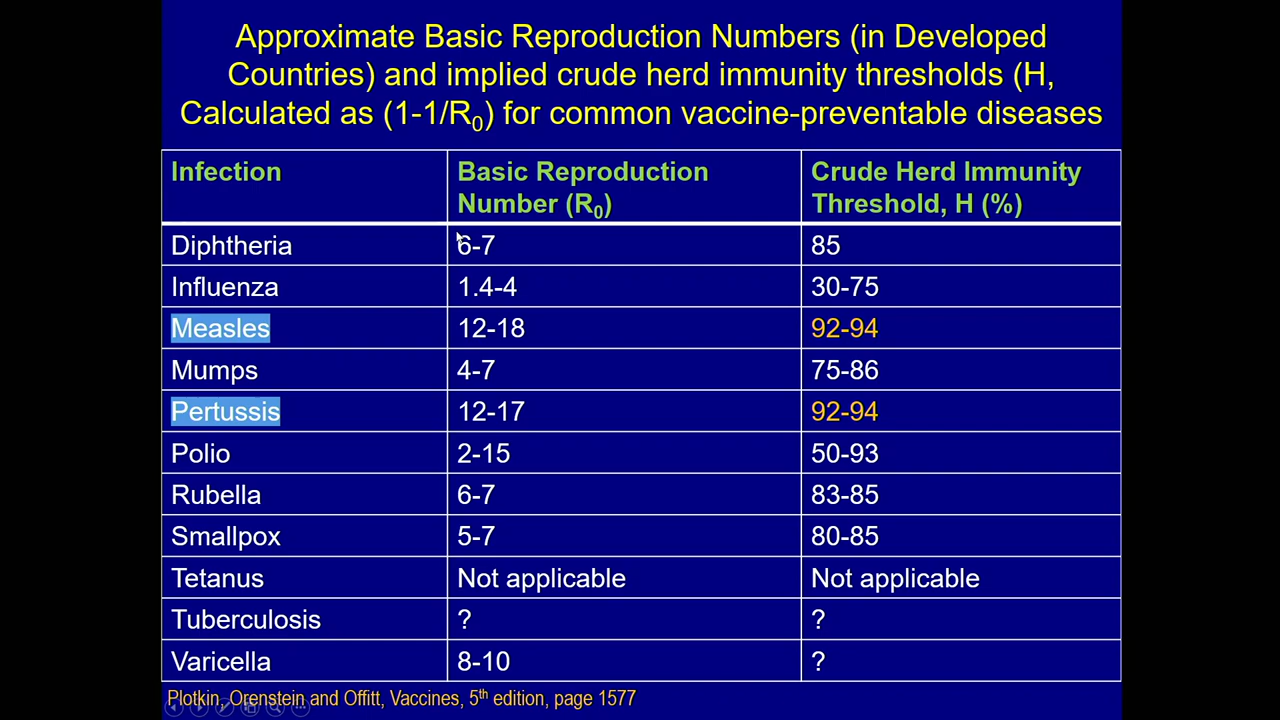 Approximate Basic Reproduction Numbers (in Developed
Countries) and implied crude herd immunity thresholds (H,
Calculated as (1-1/R₀) for common vaccine-preventable diseases
Infection
Basic Reproduction
Number (R₀)
Crude Herd Immunity
Threshold, H (%)
Diphtheria 6-7 85
Influenza 1.4-4 30-75
Measles 12-18 92-94
Mumps 4-7 75-86
Pertussis 12-17 92-94
Polio 2-15 50-93
Rubella 6-7 83-85
Smallpox 5-7 80-85
Tetanus Not applicable Not applicable
Tuberculosis ? ?
Varicella 8-10 ?
Plotkin, Orenstein and Offitt, Vaccines, 5th edition, page 1577